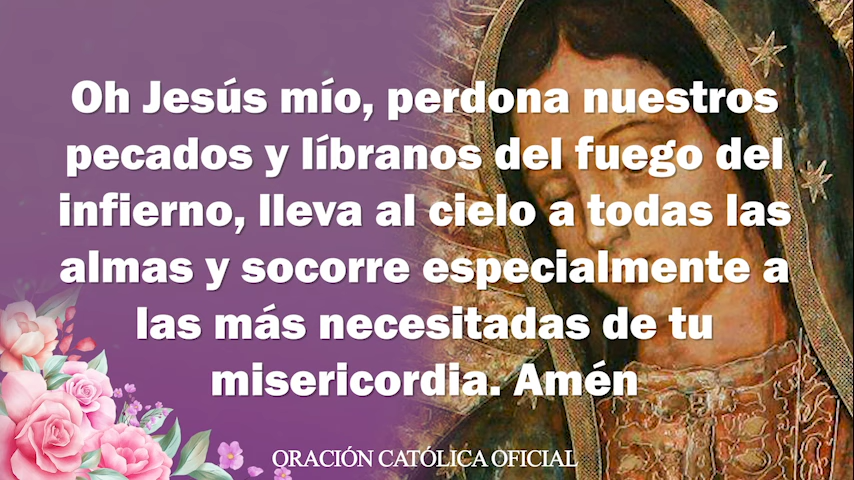 Oh Jesús mío, perdona nuestros
pecados y líbranos del fuego del
infierno, lleva al cielo a todas las
almas y socorre especialmente a
las más necesitadas de tu
misericordia. Amén
ORACIÓN CATÓLICA OFICIAL